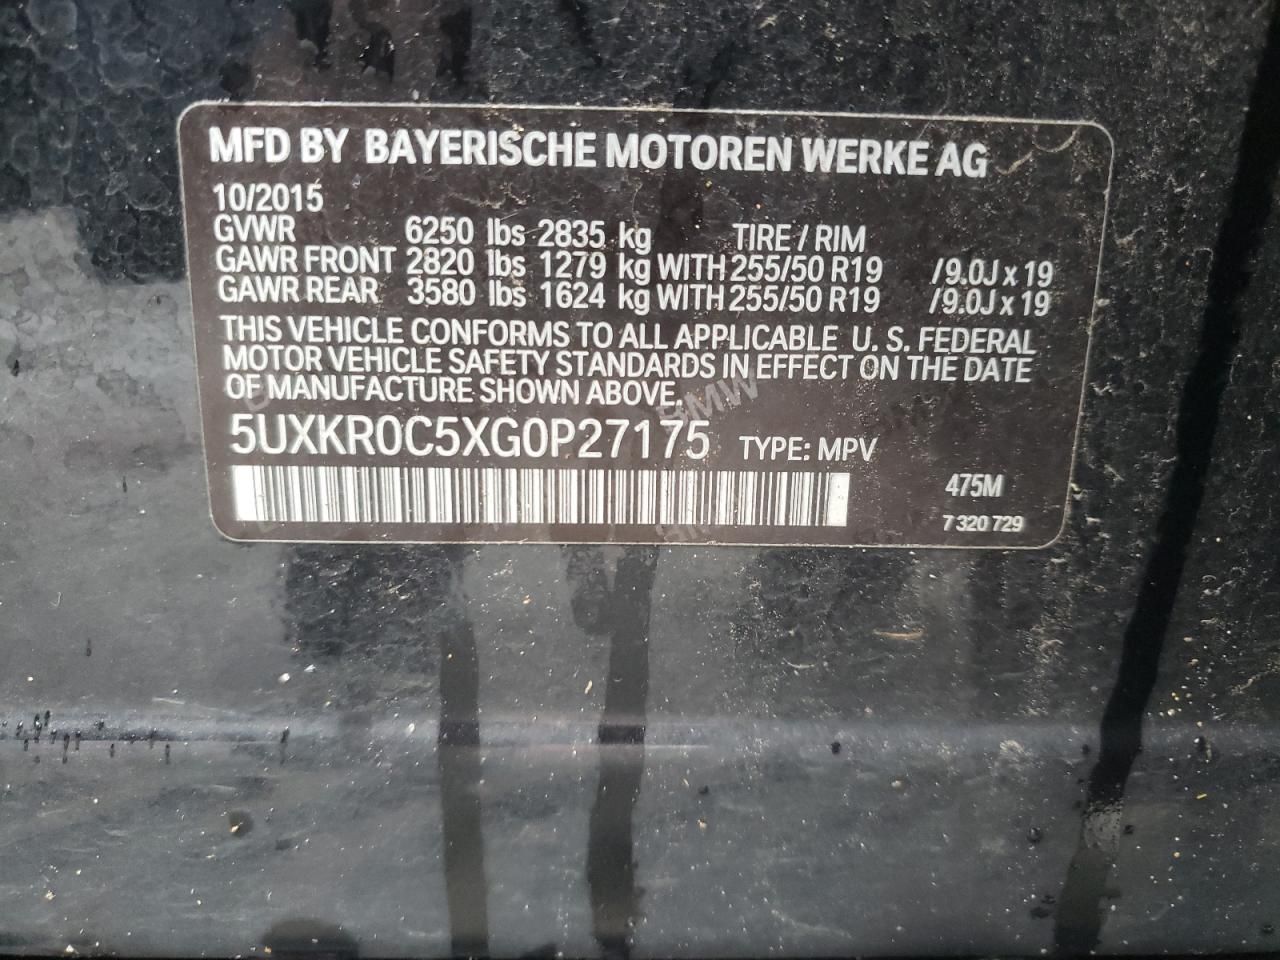 MFD BY BAYERISCHE MOTOREN WERKE AG
10/2015
GVWR 6250 lbs 2835 kg TIRE / RIM
GAWR FRONT 2820 lbs 1279 kg WITH 255/50 R19 /9.0J x 19
GAWR REAR 3580 lbs 1624 kg WITH 255/50 R19 /9.0J x 19
THIS VEHICLE CONFORMS TO ALL APPLICABLE U. S. FEDERAL
MOTOR VEHICLE SAFETY STANDARDS IN EFFECT ON THE DATE
OF MANUFACTURE SHOWN ABOVE.
BMW
5UXKR0C5XG0P27175 TYPE: MPV
475M
7 320 729